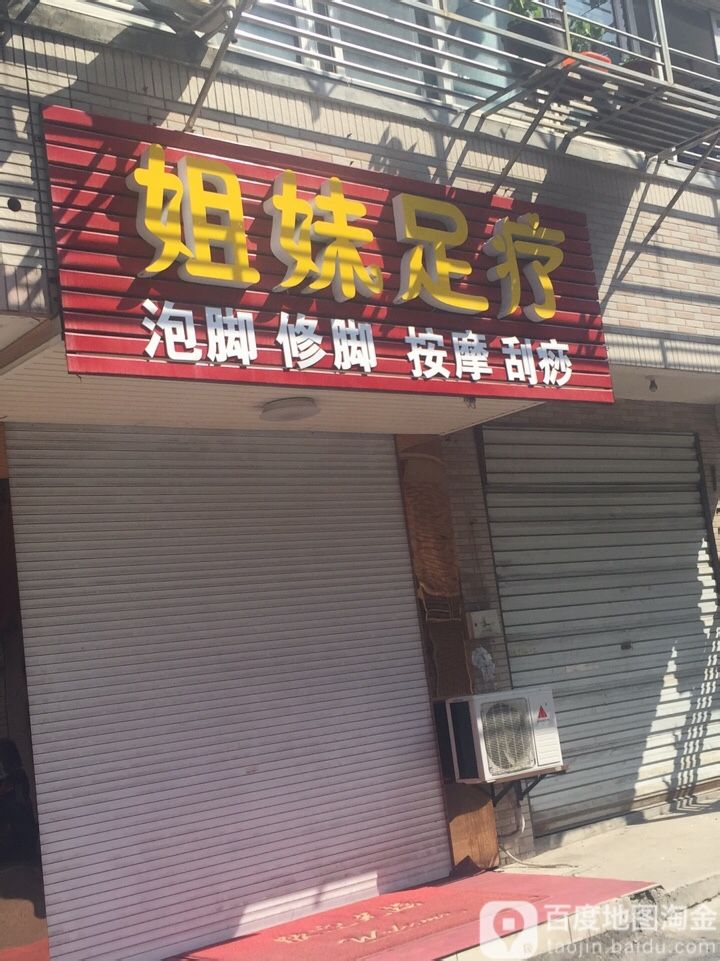 姐妹足疗
泡脚 修脚 按摩 刮痧
Welcome
百度地图淘金
taojin.baidu.com